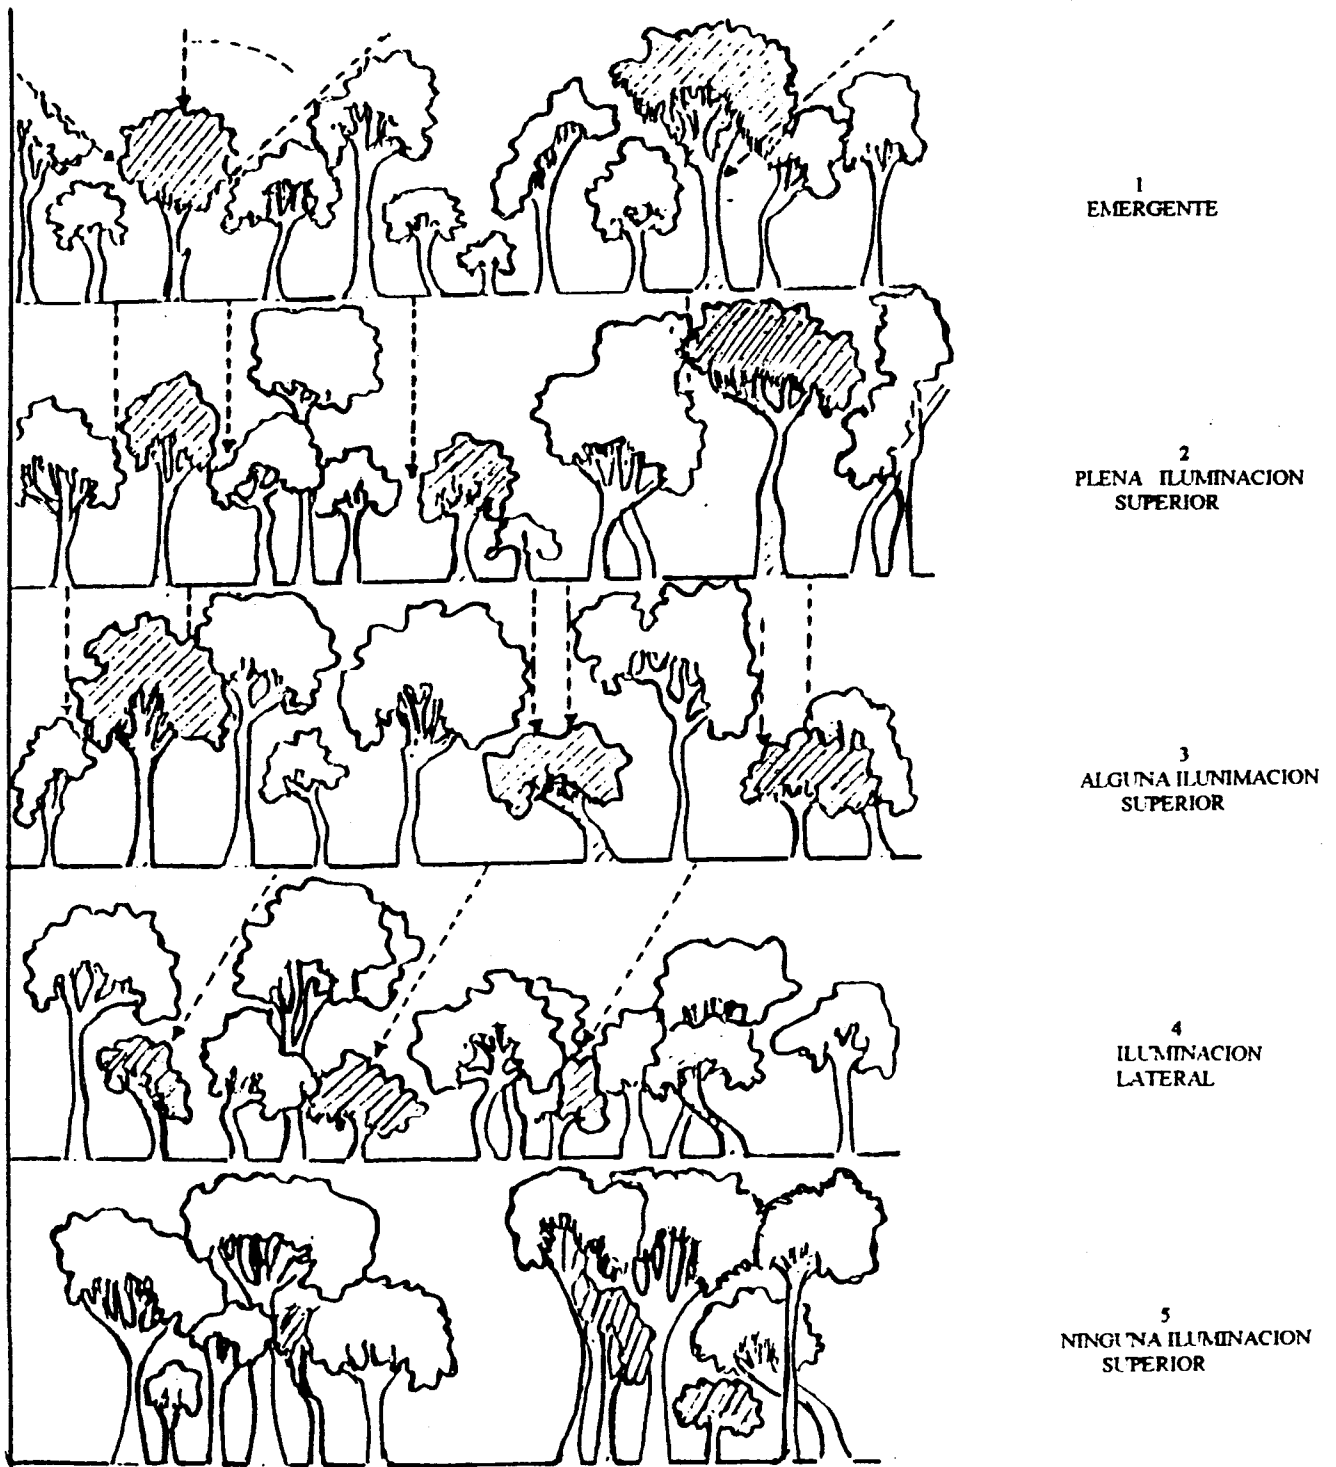 1
EMERGENTE
2
PLENA ILUMINACION
SUPERIOR
3
ALGUNA ILUNIMACION
SUPERIOR
4
ILUMINACION
LATERAL
5
NINGUNA ILUMINACION
SUPERIOR